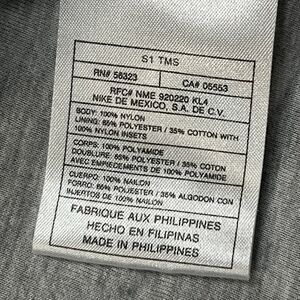 S1 TMS
RN# 56323 CA# 05553
RFC# NME 920220 KL4
NIKE DE MEXICO, S.A. DE C.V.
BODY: 100% NYLON
LINING: 65% POLYESTER / 35% COTTON WITH
100% NYLON INSETS
CORPS: 100% POLYAMIDE
DOUBLURE: 65% POLYESTER / 35% COTON
AVEC EMPIECEMENTS DE 100% POLYAMIDE
CUERPO: 100% NAILON
FORRO: 65% POLIESTER / 35% ALGODON CON
INJERTOS DE 100% NAILON
FABRIQUE AUX PHILIPPINES
HECHO EN FILIPINAS
MADE IN PHILIPPINES